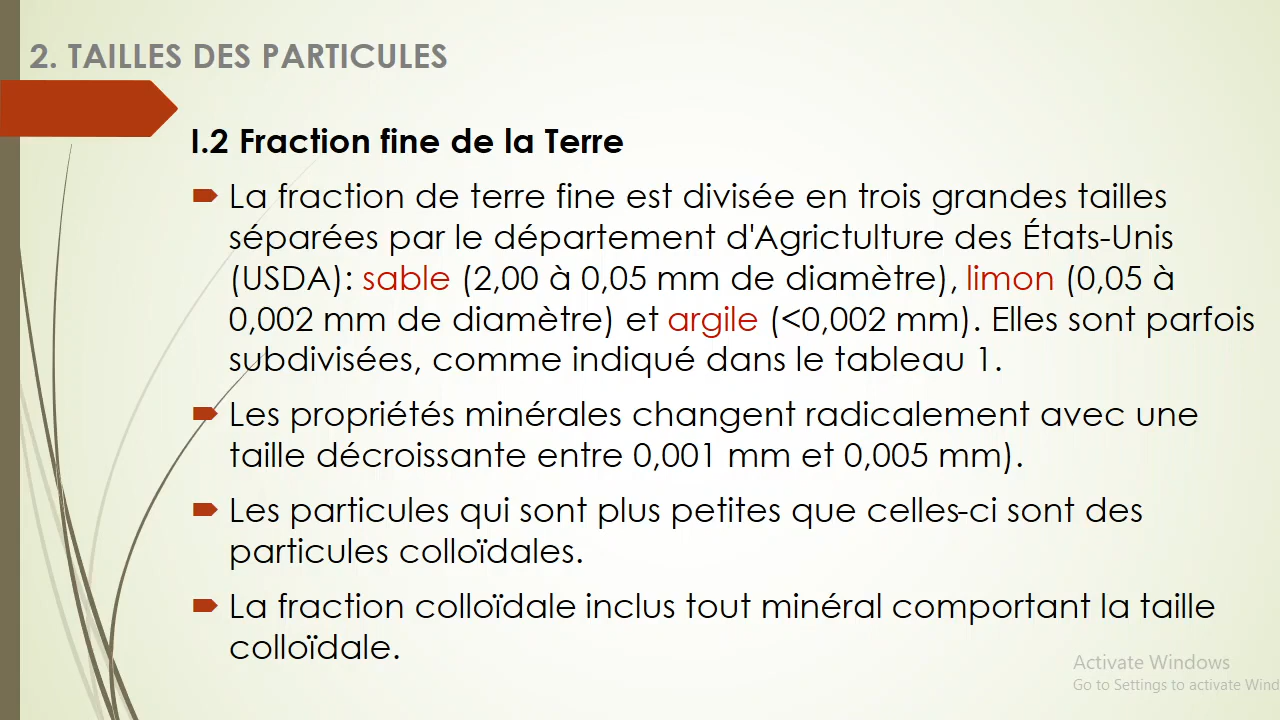 2. TAILLES DES PARTICULES
I.2 Fraction fine de la Terre
La fraction de terre fine est divisée en trois grandes tailles
séparées par le département d'Agrictulture des États-Unis
(USDA): sable (2,00 à 0,05 mm de diamètre), limon (0,05 à
0,002 mm de diamètre) et argile (<0,002 mm). Elles sont parfois
subdivisées, comme indiqué dans le tableau 1.
Les propriétés minérales changent radicalement avec une
taille décroissante entre 0,001 mm et 0,005 mm).
Les particules qui sont plus petites que celles-ci sont des
particules colloïdales.
La fraction colloïdale inclus tout minéral comportant la taille
colloïdale.
Activate Windows
Go to Settings to activate Wind